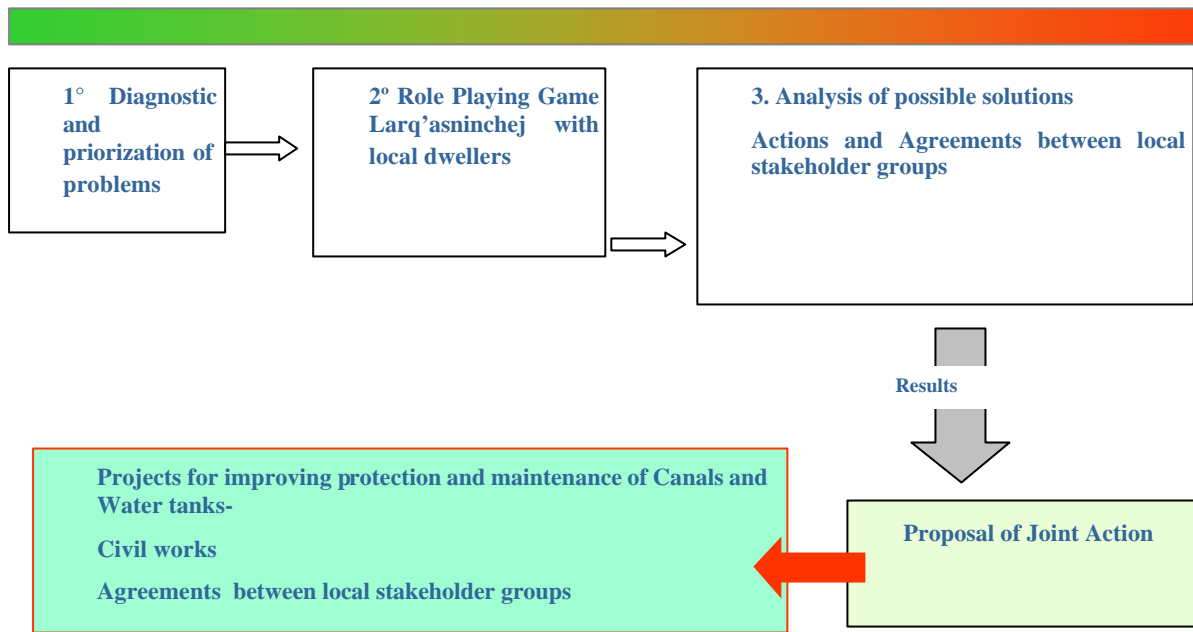 1° Diagnostic
and
priorization of
problems
2º Role Playing Game
Larq'asninchej with
local dwellers
3. Analysis of possible solutions
Actions and Agreements between local
stakeholder groups
Results
Proposal of Joint Action
Projects for improving protection and maintenance of Canals and
Water tanks-
Civil works
Agreements between local stakeholder groups